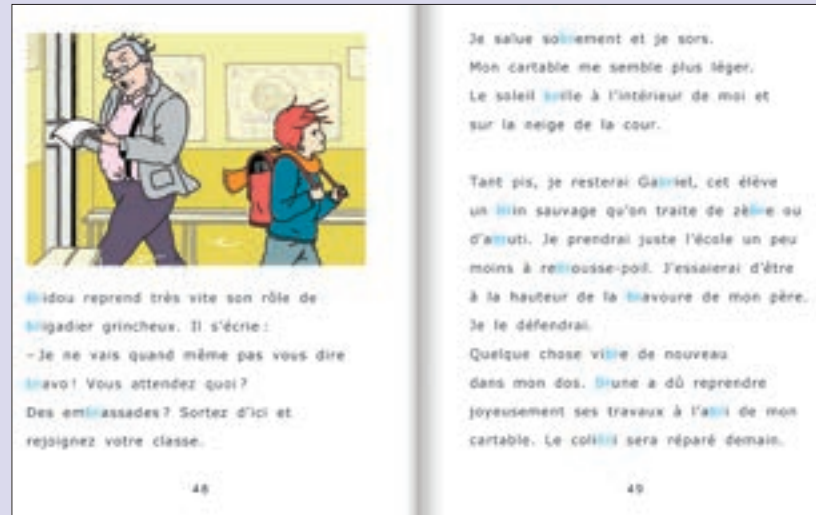 Bridou reprend très vite son rôle de
brigadier grincheux. Il s'écrie :
– Je ne vais quand même pas vous dire
bravo ! Vous attendez quoi ?
Des embrassades ? Sortez d'ici et
rejoignez votre classe.
48
Je salue sobrement et je sors.
Mon cartable me semble plus léger.
Le soleil brille à l'intérieur de moi et
sur la neige de la cour.
Tant pis, je resterai Gabriel, cet élève
un brin sauvage qu'on traite de zèbre ou
d'abruti. Je prendrai juste l'école un peu
moins à rebrousse-poil. J'essaierai d'être
à la hauteur de la bravoure de mon père.
Je le défendrai.
Quelque chose vibre de nouveau
dans mon dos. Brune a dû reprendre
joyeusement ses travaux à l'abri de mon
cartable. Le colibri sera réparé demain.
49